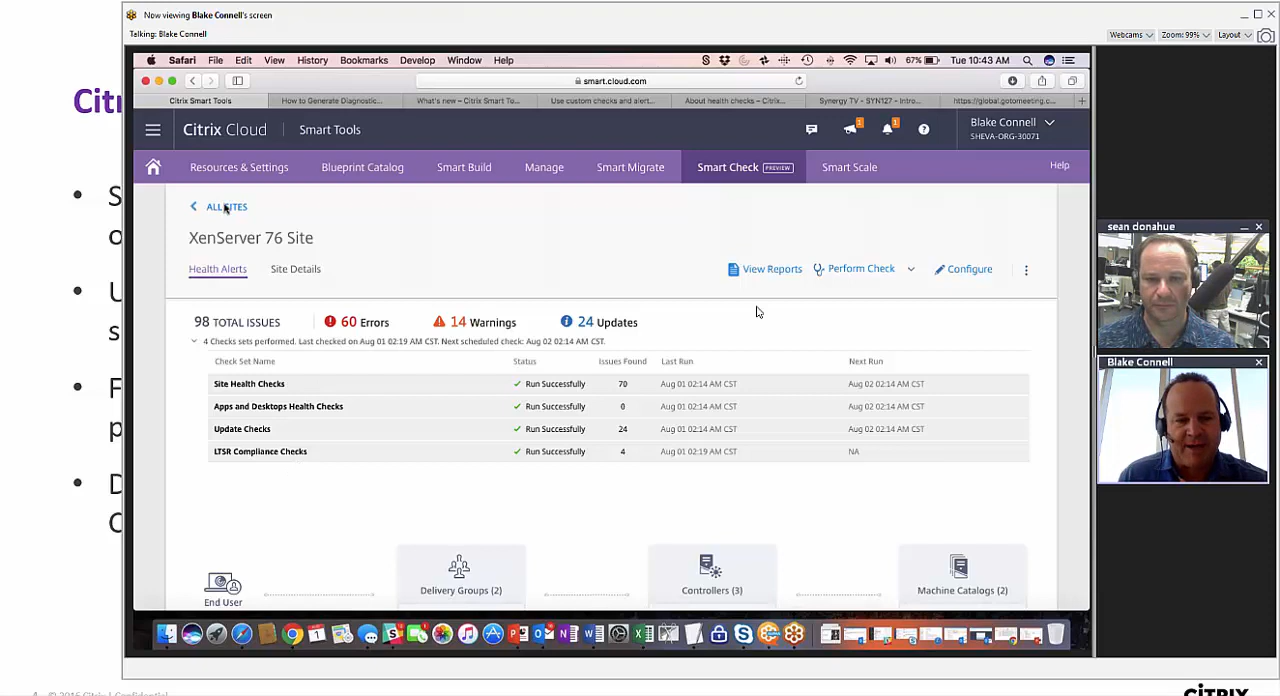 Now viewing Blake Connell's screen
Talking: Blake Connell
Webcams
Zoom: 99%
Layout
Safari File Edit View History Bookmarks Develop Window Help
67%
Tue 10:43 AM
smart.cloud.com
Citrix Smart Tools
How to Generate Diagnostic...
What's new – Citrix Smart To...
Use custom checks and alert...
About health checks – Citrix...
Synergy TV - SYN127 - Intro...
https://global.gotomeeting.c...
Citrix Cloud
Smart Tools
1
1
Blake Connell
SHEVA-ORG-30071
Resources & Settings
Blueprint Catalog
Smart Build
Manage
Smart Migrate
Smart Check PREVIEW
Smart Scale
Help
ALL SITES
XenServer 76 Site
Health Alerts
Site Details
View Reports
Perform Check
Configure
98 TOTAL ISSUES
60 Errors
14 Warnings
24 Updates
4 Checks sets performed. Last checked on Aug 01 02:19 AM CST. Next scheduled check: Aug 02 02:14 AM CST.
Check Set Name Status Issues Found Last Run Next Run
Site Health Checks Run Successfully 70 Aug 01 02:14 AM CST Aug 02 02:14 AM CST
Apps and Desktops Health Checks Run Successfully 0 Aug 01 02:14 AM CST Aug 02 02:14 AM CST
Update Checks Run Successfully 24 Aug 01 02:14 AM CST Aug 02 02:14 AM CST
LTSR Compliance Checks Run Successfully 4 Aug 01 02:19 AM CST NA
End User
Delivery Groups (2)
Controllers (3)
Machine Catalogs (2)
sean donahue
Blake Connell
Cit
S
o
U
s
F
p
D
C
4 © 2016 Citrix | Confidential
CITRIX